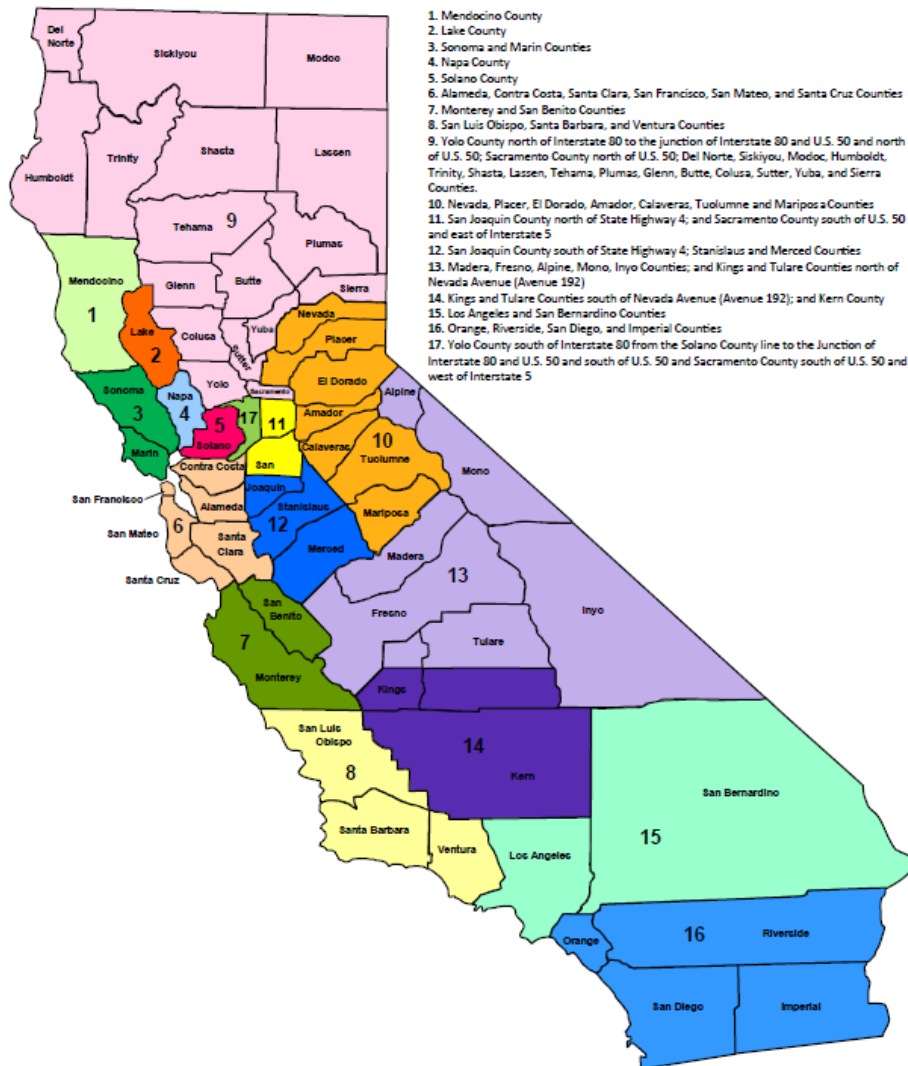 1. Mendocino County
2. Lake County
3. Sonoma and Marin Counties
4. Napa County
5. Solano County
6. Alameda, Contra Costa, Santa Clara, San Francisco, San Mateo, and Santa Cruz Counties
7. Monterey and San Benito Counties
8. San Luis Obispo, Santa Barbara, and Ventura Counties
9. Yolo County north of Interstate 80 to the junction of Interstate 80 and U.S. 50 and north
of U.S. 50; Sacramento County north of U.S. 50; Del Norte, Siskiyou, Modoc, Humboldt,
Trinity, Shasta, Lassen, Tehama, Plumas, Glenn, Butte, Colusa, Sutter, Yuba, and Sierra
Counties.
10. Nevada, Placer, El Dorado, Amador, Calaveras, Tuolumne and Mariposa Counties
11. San Joaquin County north of State Highway 4; and Sacramento County south of U.S. 50
and east of Interstate 5
12. San Joaquin County south of State Highway 4; Stanislaus and Merced Counties
13. Madera, Fresno, Alpine, Mono, Inyo Counties; and Kings and Tulare Counties north of
Nevada Avenue (Avenue 192)
14. Kings and Tulare Counties south of Nevada Avenue (Avenue 192); and Kern County
15. Los Angeles and San Bernardino Counties
16. Orange, Riverside, San Diego, and Imperial Counties
17. Yolo County south of Interstate 80 from the Solano County line to the Junction of
Interstate 80 and U.S. 50 and south of U.S. 50 and Sacramento County south of U.S. 50 and
west of Interstate 5
Del
Norte
Siskiyou
Modoc
Humboldt
Trinity
Shasta
Lassen
Tehama
9
Plumas
Mendocino
1
Glenn
Butte
Sierra
Lake
2
Colusa
Sutter
Yuba
Nevada
Placer
Sonoma
3
Napa
4
Yolo
Sacramento
El Dorado
Alpine
Marin
5
Solano
17
11
Amador
Calaveras
10
Tuolumne
Mono
Contra Costa
San
Joaquin
San Francisco
Alameda
Stanislaus
12
Mariposa
San Mateo
6
Santa
Clara
Merced
Madera
13
Santa Cruz
San
Benito
Fresno
Inyo
7
Monterey
Tulare
Kings
San Luis
Obispo
8
14
Kern
San Bernardino
15
Santa Barbara
Ventura
Los Angeles
Orange
16
Riverside
San Diego
Imperial